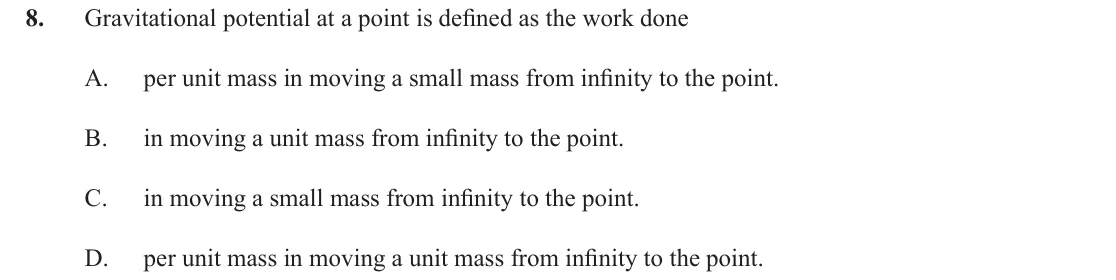 8. Gravitational potential at a point is defined as the work done
A. per unit mass in moving a small mass from infinity to the point.
B. in moving a unit mass from infinity to the point.
C. in moving a small mass from infinity to the point.
D. per unit mass in moving a unit mass from infinity to the point.